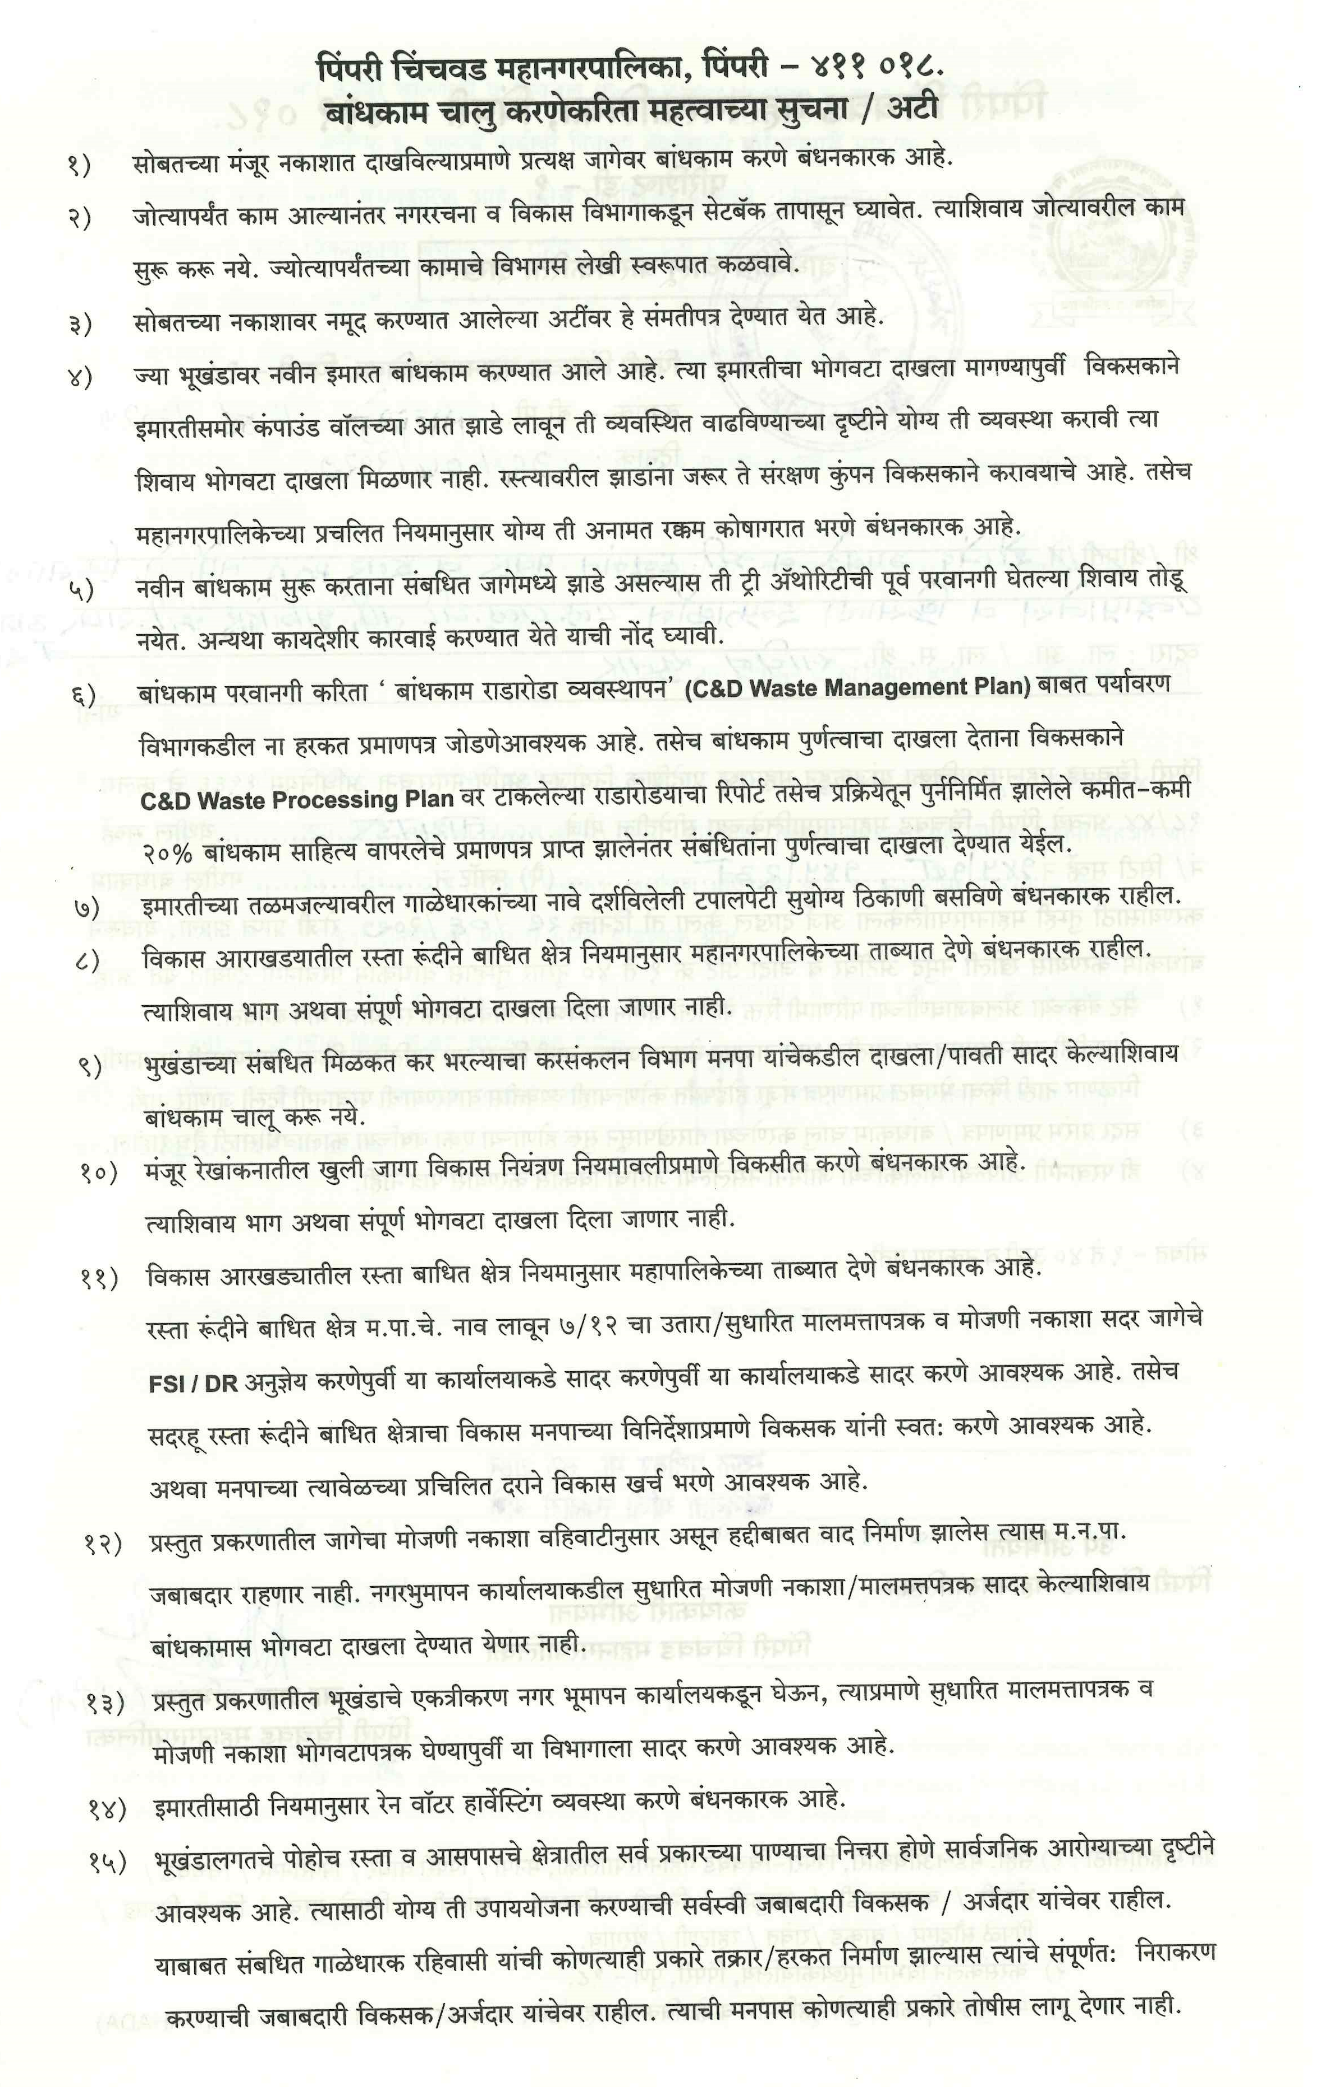 पिंपरी चिंचवड महानगरपालिका, पिंपरी – ४११ ०१८.
बांधकाम चालु करणेकरिता महत्वाच्या सुचना / अटी
१) सोबतच्या मंजूर नकाशात दाखविल्याप्रमाणे प्रत्यक्ष जागेवर बांधकाम करणे बंधनकारक आहे.
२) जोत्यापर्यंत काम आल्यानंतर नगररचना व विकास विभागाकडून सेटबॅक तापासून घ्यावेत. त्याशिवाय जोत्यावरील काम
सुरू करू नये. ज्योत्यापर्यंतच्या कामाचे विभागस लेखी स्वरूपात कळवावे.
३) सोबतच्या नकाशावर नमूद करण्यात आलेल्या अटींवर हे संमतीपत्र देण्यात येत आहे.
४) ज्या भूखंडावर नवीन इमारत बांधकाम करण्यात आले आहे. त्या इमारतीचा भोगवटा दाखला मागण्यापुर्वी विकसकाने
इमारतीसमोर कंपाउंड वॉलच्या आत झाडे लावून ती व्यवस्थित वाढविण्याच्या दृष्टीने योग्य ती व्यवस्था करावी त्या
शिवाय भोगवटा दाखला मिळणार नाही. रस्त्यावरील झाडांना जरूर ते संरक्षण कुंपन विकसकाने करावयाचे आहे. तसेच
महानगरपालिकेच्या प्रचलित नियमानुसार योग्य ती अनामत रक्कम कोषागरात भरणे बंधनकारक आहे.
५) नवीन बांधकाम सुरू करताना संबधित जागेमध्ये झाडे असल्यास ती ट्री ॲथोरिटीची पूर्व परवानगी घेतल्या शिवाय तोडू
नयेत. अन्यथा कायदेशीर कारवाई करण्यात येते याची नोंद घ्यावी.
६) बांधकाम परवानगी करिता ‘ बांधकाम राडारोडा व्यवस्थापन’ (C&D Waste Management Plan) बाबत पर्यावरण
विभागकडील ना हरकत प्रमाणपत्र जोडणेआवश्यक आहे. तसेच बांधकाम पुर्णत्वाचा दाखला देताना विकसकाने
C&D Waste Processing Plan वर टाकलेल्या राडारोडयाचा रिपोर्ट तसेच प्रक्रियेतून पुर्ननिर्मित झालेले कमीत-कमी
२०% बांधकाम साहित्य वापरलेचे प्रमाणपत्र प्राप्त झालेनंतर संबंधितांना पुर्णत्वाचा दाखला देण्यात येईल.
७) इमारतीच्या तळमजल्यावरील गाळेधारकांच्या नावे दर्शविलेली टपालपेटी सुयोग्य ठिकाणी बसविणे बंधनकारक राहील.
८) विकास आराखडयातील रस्ता रूंदीने बाधित क्षेत्र नियमानुसार महानगरपालिकेच्या ताब्यात देणे बंधनकारक राहील.
त्याशिवाय भाग अथवा संपूर्ण भोगवटा दाखला दिला जाणार नाही.
९) भुखंडाच्या संबधित मिळकत कर भरल्याचा करसंकलन विभाग मनपा यांचेकडील दाखला/पावती सादर केल्याशिवाय
बांधकाम चालू करू नये.
१०) मंजूर रेखांकनातील खुली जागा विकास नियंत्रण नियमावलीप्रमाणे विकसीत करणे बंधनकारक आहे.
त्याशिवाय भाग अथवा संपूर्ण भोगवटा दाखला दिला जाणार नाही.
११) विकास आरखड्यातील रस्ता बाधित क्षेत्र नियमानुसार महापालिकेच्या ताब्यात देणे बंधनकारक आहे.
रस्ता रूंदीने बाधित क्षेत्र म.पा.चे. नाव लावून ७/१२ चा उतारा/सुधारित मालमत्तापत्रक व मोजणी नकाशा सदर जागेचे
FSI / DR अनुज्ञेय करणेपुर्वी या कार्यालयाकडे सादर करणेपुर्वी या कार्यालयाकडे सादर करणे आवश्यक आहे. तसेच
सदरहू रस्ता रूंदीने बाधित क्षेत्राचा विकास मनपाच्या विनिर्देशाप्रमाणे विकसक यांनी स्वत: करणे आवश्यक आहे.
अथवा मनपाच्या त्यावेळच्या प्रचिलित दराने विकास खर्च भरणे आवश्यक आहे.
१२) प्रस्तुत प्रकरणातील जागेचा मोजणी नकाशा वहिवाटीनुसार असून हद्दीबाबत वाद निर्माण झालेस त्यास म.न.पा.
जबाबदार राहणार नाही. नगरभुमापन कार्यालयाकडील सुधारित मोजणी नकाशा/मालमत्तपत्रक सादर केल्याशिवाय
बांधकामास भोगवटा दाखला देण्यात येणार नाही.
१३) प्रस्तुत प्रकरणातील भूखंडाचे एकत्रीकरण नगर भूमापन कार्यालयकडून घेऊन, त्याप्रमाणे सुधारित मालमत्तापत्रक व
मोजणी नकाशा भोगवटापत्रक घेण्यापुर्वी या विभागाला सादर करणे आवश्यक आहे.
१४) इमारतीसाठी नियमानुसार रेन वॉटर हार्वेस्टिंग व्यवस्था करणे बंधनकारक आहे.
१५) भूखंडालगतचे पोहोच रस्ता व आसपासचे क्षेत्रातील सर्व प्रकारच्या पाण्याचा निचरा होणे सार्वजनिक आरोग्याच्या दृष्टीने
आवश्यक आहे. त्यासाठी योग्य ती उपाययोजना करण्याची सर्वस्वी जबाबदारी विकसक / अर्जदार यांचेवर राहील.
याबाबत संबधित गाळेधारक रहिवासी यांची कोणत्याही प्रकारे तक्रार/हरकत निर्माण झाल्यास त्यांचे संपूर्णत: निराकरण
करण्याची जबाबदारी विकसक/अर्जदार यांचेवर राहील. त्याची मनपास कोणत्याही प्रकारे तोषीस लागू देणार नाही.